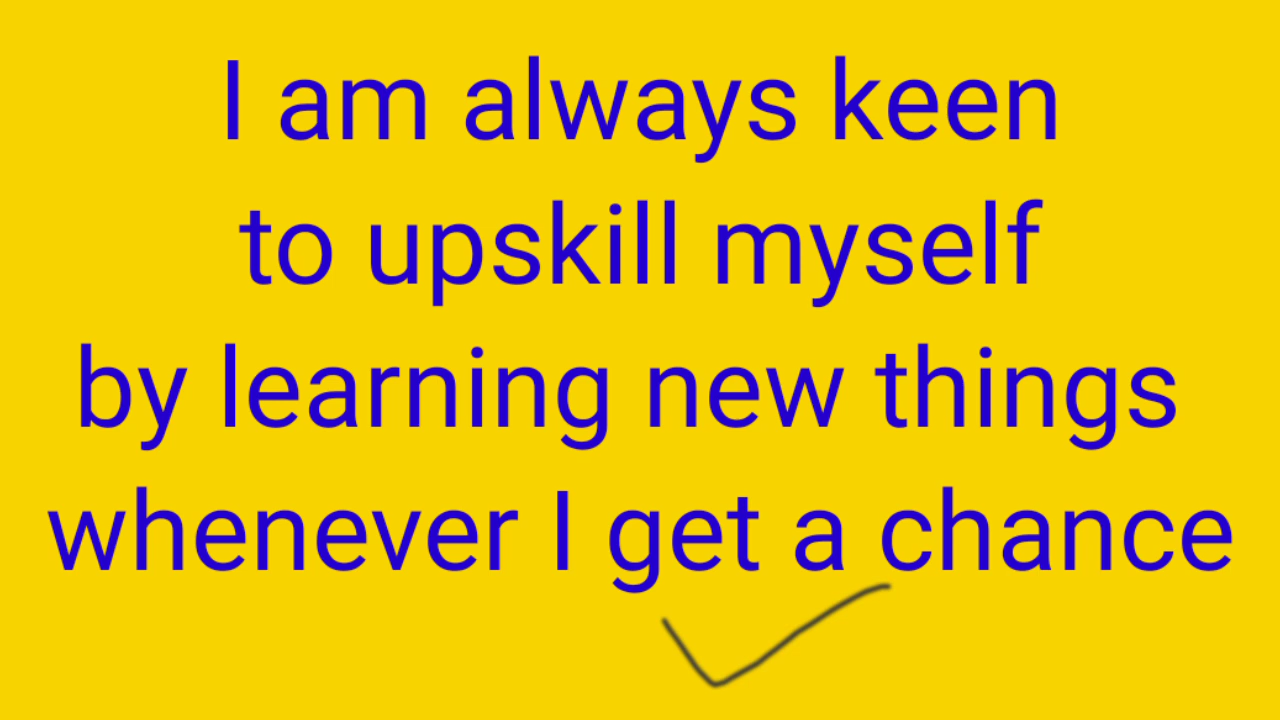 I am always keen
to upskill myself
by learning new things
whenever I get a chance